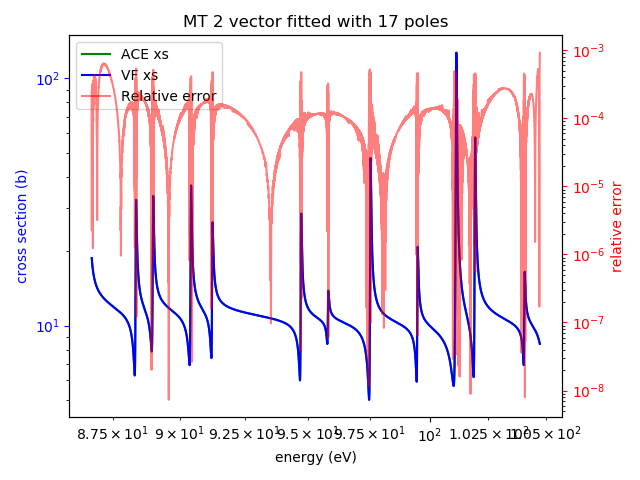 MT 2 vector fitted with 17 poles
ACE xs
VF xs
Relative error
10²
10¹
cross section (b)
10⁻³
10⁻⁴
10⁻⁵
10⁻⁶
10⁻⁷
10⁻⁸
relative error
8.75 × 10¹ 9 × 10¹ 9.25 × 10¹ 9.5 × 10¹ 9.75 × 10¹ 10² 1.025 × 10² 1.05 × 10²
energy (eV)